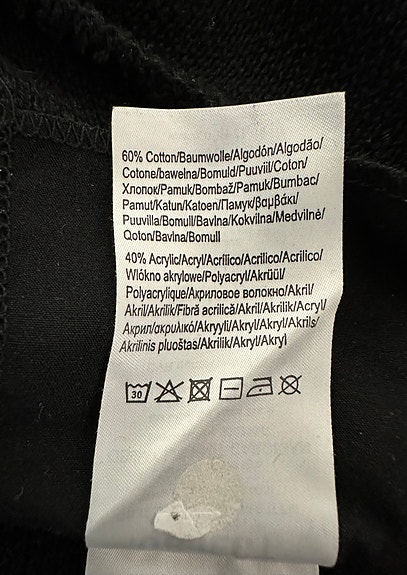 60% Cotton/Baumwolle/Algodón/Algodão/
Cotone/bawełna/Bomuld/Puuvill/Coton/
Хлопок/Pamuk/Bombaž/Pamuk/Bumbac/
Pamut/Katun/Katoen/Памук/βαμβάκι/
Puuvilla/Bomull/Bavlna/Kokvilna/Medvilnė/
Qoton/Bavlna/Bomull
40% Acrylic/Acryl/Acrílico/Acrilico/Acrilico/
Włókno akrylowe/Polyacryl/Akrüül/
Polyacrylique/Акриловое волокно/Akril/
Akril/Akrilik/Fibră acrilică/Akril/Akrilik/Acryl/
Акрил/ακρυλικό/Akryyli/Akryl/Akryl/Akrils/
Akrilinis pluoštas/Akrilik/Akryl/Akryl
30